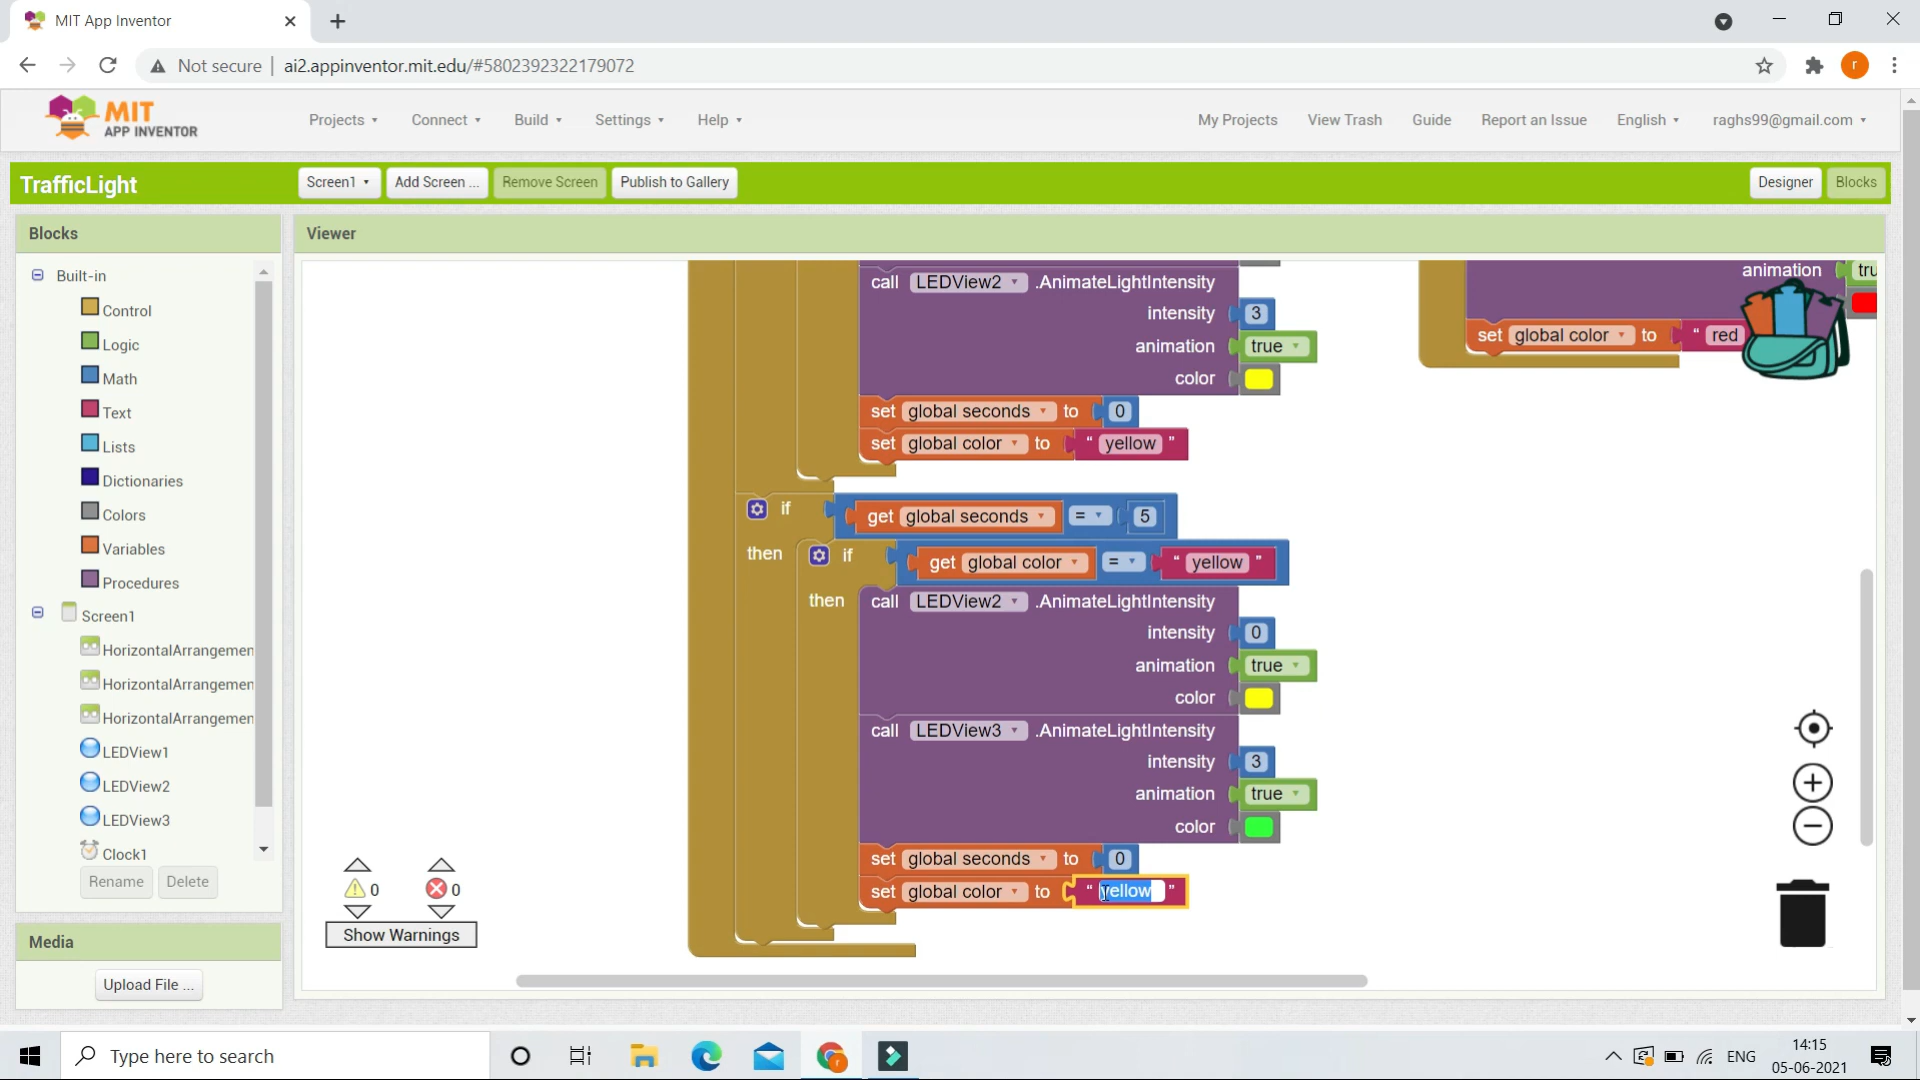 MIT App Inventor
Not secure
ai2.appinventor.mit.edu/#5802392322179072
r
MIT
APP INVENTOR
Projects
Connect
Build
Settings
Help
My Projects
View Trash
Guide
Report an Issue
English
raghs99@gmail.com
TrafficLight
Screen1
Add Screen ...
Remove Screen
Publish to Gallery
Designer
Blocks
Blocks
Built-in
Control
Logic
Math
Text
Lists
Dictionaries
Colors
Variables
Procedures
Screen1
HorizontalArrangemen
HorizontalArrangemen
HorizontalArrangemen
LEDView1
LEDView2
LEDView3
Clock1
Rename
Delete
Media
Upload File ...
Viewer
call LEDView2 .AnimateLightIntensity
intensity 3
animation true
color
set global seconds to 0
set global color to " yellow "
if get global seconds = 5
then if get global color = " yellow "
then call LEDView2 .AnimateLightIntensity
intensity 0
animation true
color
call LEDView3 .AnimateLightIntensity
intensity 3
animation true
color
set global seconds to 0
set global color to " yellow "
animation tru
set global color to " red
0
0
Show Warnings
Type here to search
ENG
14:15
05-06-2021